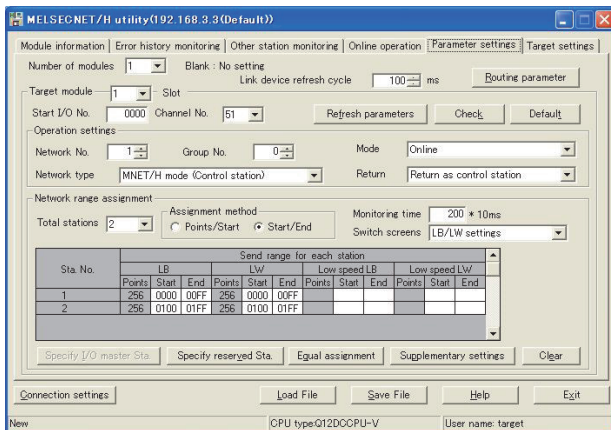 MELSECNET/H utility(192.168.3.3(Default))
Module information Error history monitoring Other station monitoring Online operation Parameter settings Target settings
Number of modules 1 Blank : No setting
Link device refresh cycle 100 ms Routing parameter
Target module 1 Slot
Start I/O No. 0000 Channel No. 51 Refresh parameters Check Default
Operation settings
Network No. 1 Group No. 0 Mode Online
Network type MNET/H mode (Control station) Return Return as control station
Network range assignment
Total stations 2 Assignment method Points/Start Start/End Monitoring time 200 * 10ms
Switch screens LB/LW settings
Sta. No. Send range for each station
LB LW Low speed LB Low speed LW
Points Start End Points Start End Points Start End Points Start End
1 256 0000 00FF 256 0000 00FF
2 256 0100 01FF 256 0100 01FF
Specify I/O master Sta. Specify reserved Sta. Equal assignment Supplementary settings Clear
Connection settings Load File Save File Help Exit
New CPU type:Q12DCCPU-V User name: target